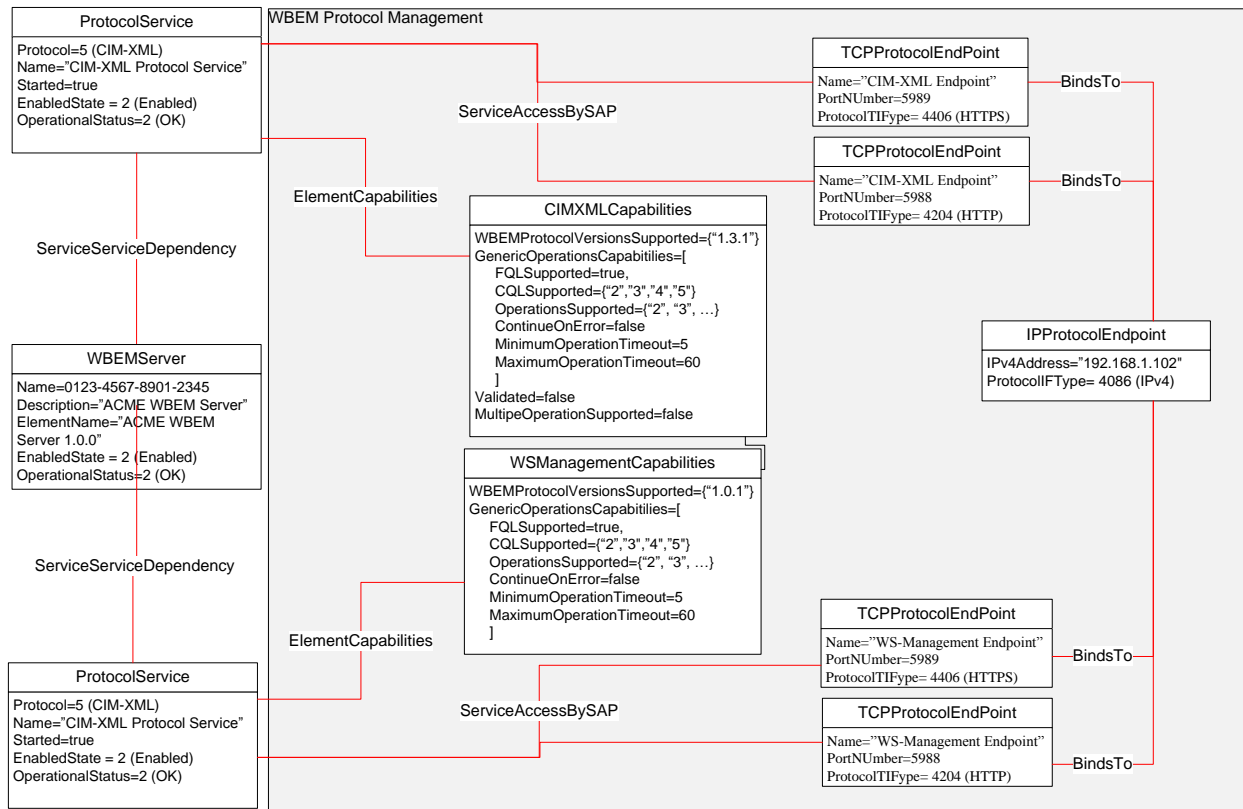 WBEM Protocol Management
ProtocolService
Protocol=5 (CIM-XML)
Name="CIM-XML Protocol Service"
Started=true
EnabledState = 2 (Enabled)
OperationalStatus=2 (OK)
ServiceServiceDependency
WBEMServer
Name=0123-4567-8901-2345
Description="ACME WBEM Server"
ElementName="ACME WBEM
Server 1.0.0"
EnabledState = 2 (Enabled)
OperationalStatus=2 (OK)
ServiceServiceDependency
ProtocolService
Protocol=5 (CIM-XML)
Name="CIM-XML Protocol Service"
Started=true
EnabledState = 2 (Enabled)
OperationalStatus=2 (OK)
ServiceAccessBySAP
ElementCapabilities
CIMXMLCapabilities
WBEMProtocolVersionsSupported={"1.3.1"}
GenericOperationsCapabitilies=[
FQLSupported=true,
CQLSupported={"2","3","4","5"}
OperationsSupported={"2", "3", …}
ContinueOnError=false
MinimumOperationTimeout=5
MaximumOperationTimeout=60
]
Validated=false
MultipeOperationSupported=false
WSManagementCapabilities
WBEMProtocolVersionsSupported={"1.0.1"}
GenericOperationsCapabitilies=[
FQLSupported=true,
CQLSupported={"2","3","4","5"}
OperationsSupported={"2", "3", …}
ContinueOnError=false
MinimumOperationTimeout=5
MaximumOperationTimeout=60
]
ElementCapabilities
ServiceAccessBySAP
TCPProtocolEndPoint
Name="CIM-XML Endpoint"
PortNUmber=5989
ProtocolTIFype= 4406 (HTTPS)
BindsTo
TCPProtocolEndPoint
Name="CIM-XML Endpoint"
PortNUmber=5988
ProtocolTIFype= 4204 (HTTP)
BindsTo
IPProtocolEndpoint
IPv4Address="192.168.1.102"
ProtocolIFType= 4086 (IPv4)
TCPProtocolEndPoint
Name="WS-Management Endpoint"
PortNUmber=5989
ProtocolTIFype= 4406 (HTTPS)
BindsTo
TCPProtocolEndPoint
Name="WS-Management Endpoint"
PortNUmber=5988
ProtocolTIFype= 4204 (HTTP)
BindsTo